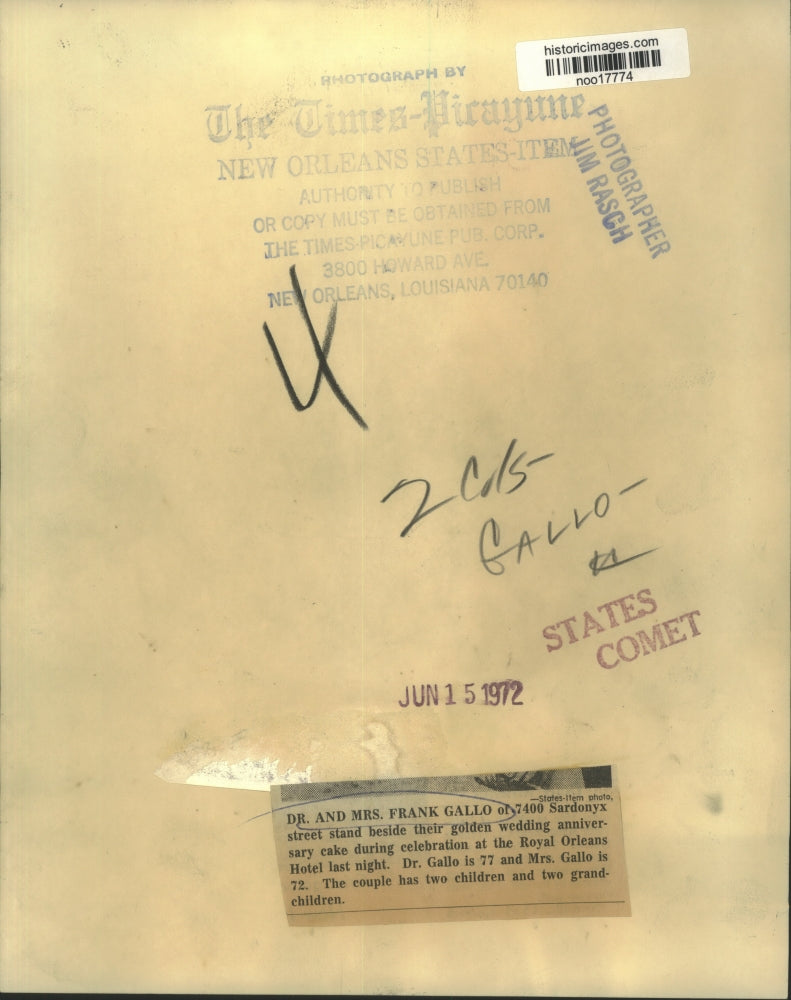 historicimages.com
noo17774
PHOTOGRAPH BY
The Times-Picayune
NEW ORLEANS STATES-ITEM
AUTHORITY TO PUBLISH
OR COPY MUST BE OBTAINED FROM
THE TIMES-PICAYUNE PUB. CORP.
3800 HOWARD AVE.
NEW ORLEANS, LOUISIANA 70140
PHOTOGRAPHER
JIM RASCH
4
2 Cols-
GALLO-
STATES
COMET
JUN 15 1972
—States-Item photo.
DR. AND MRS. FRANK GALLO of 7400 Sardonyx
street stand beside their golden wedding anniver-
sary cake during celebration at the Royal Orleans
Hotel last night. Dr. Gallo is 77 and Mrs. Gallo is
72. The couple has two children and two grand-
children.